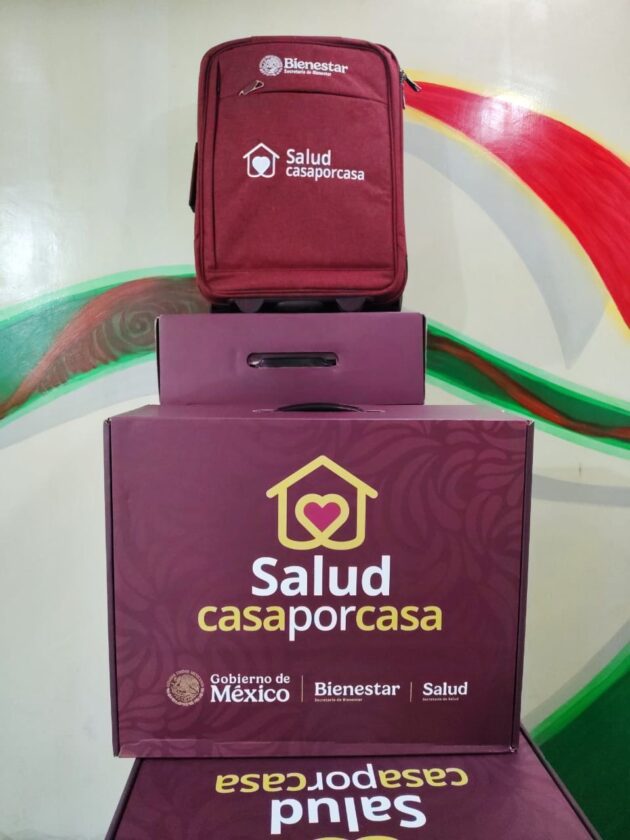 Bienestar
Secretaría de Bienestar
Salud
casaporcasa
Salud
casaporcasa
Gobierno de
México
Bienestar
Secretaría de Bienestar
Salud
Secretaría de Salud
casaporcasa
Salud